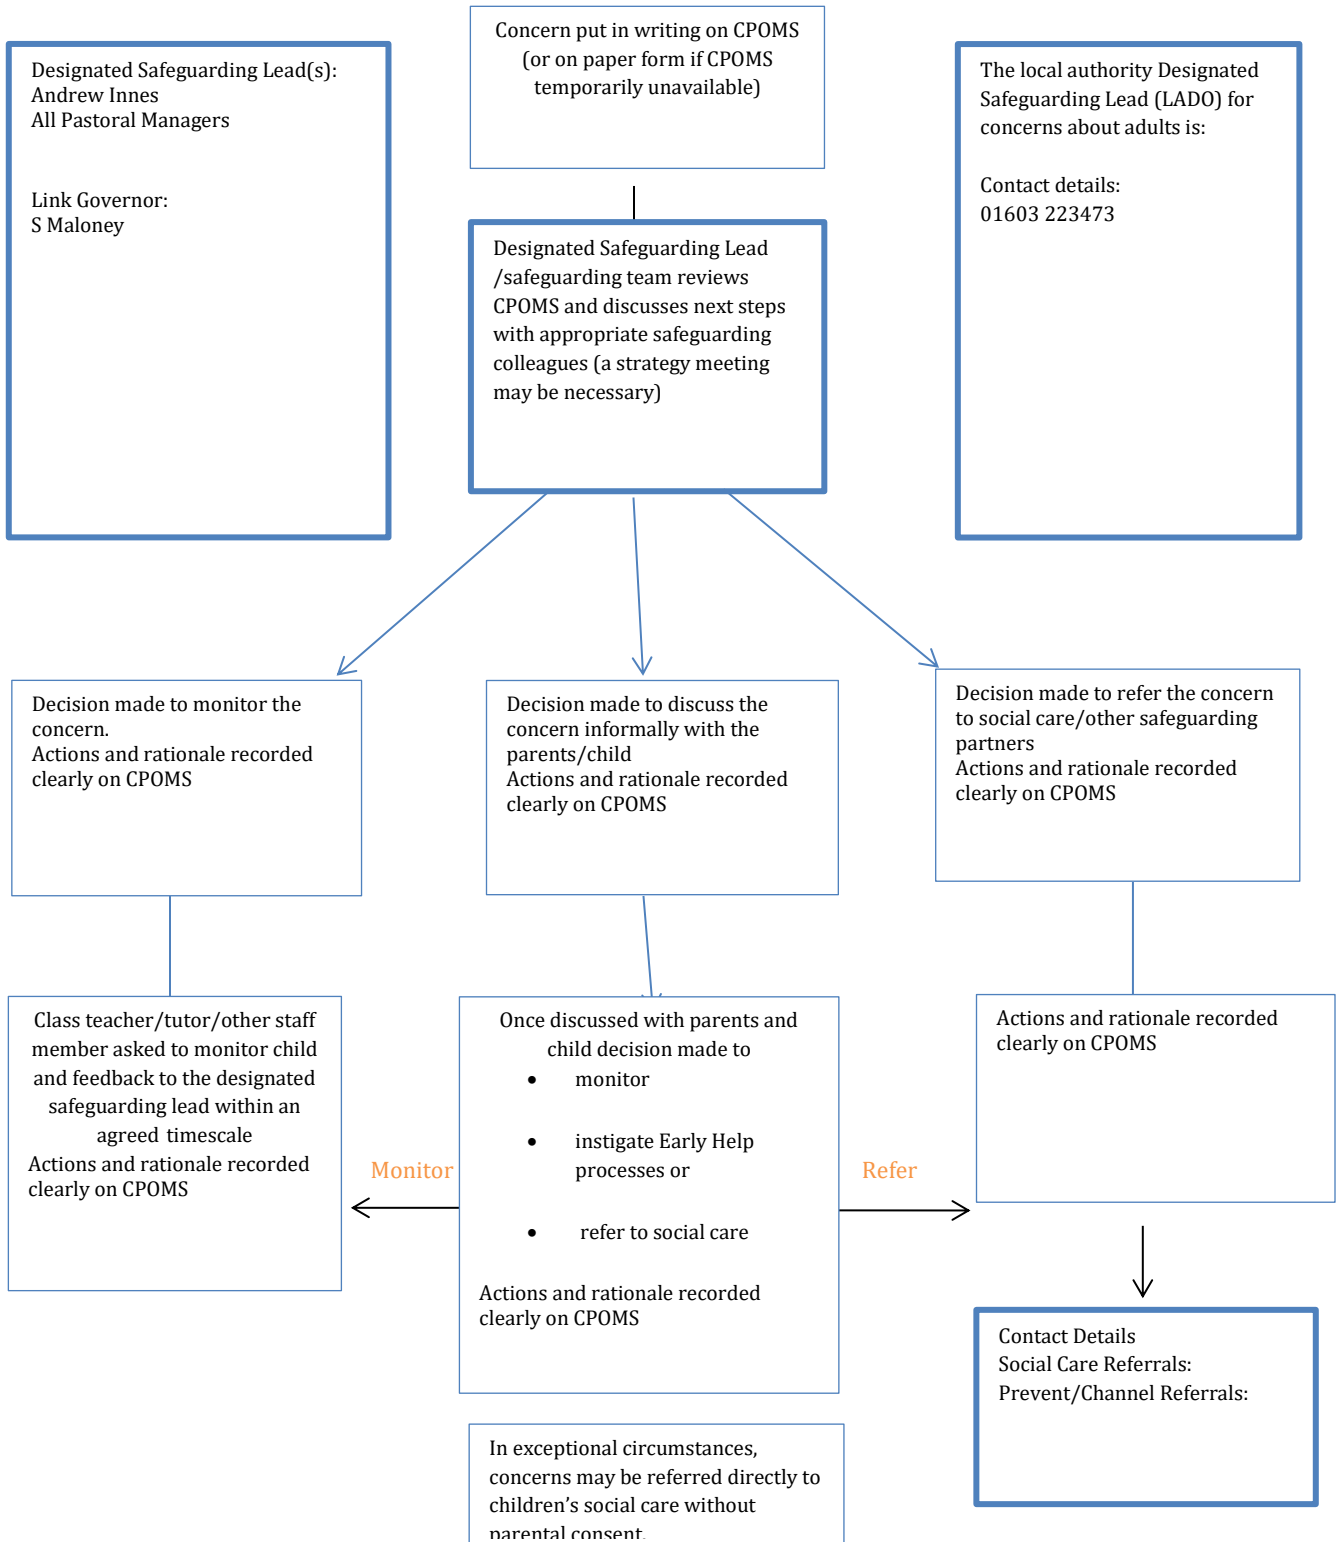 Concern put in writing on CPOMS
(or on paper form if CPOMS
temporarily unavailable)
Designated Safeguarding Lead(s):
Andrew Innes
All Pastoral Managers
Link Governor:
S Maloney
The local authority Designated
Safeguarding Lead (LADO) for
concerns about adults is:
Contact details:
01603 223473
Designated Safeguarding Lead
/safeguarding team reviews
CPOMS and discusses next steps
with appropriate safeguarding
colleagues (a strategy meeting
may be necessary)
Decision made to monitor the
concern.
Actions and rationale recorded
clearly on CPOMS
Decision made to discuss the
concern informally with the
parents/child
Actions and rationale recorded
clearly on CPOMS
Decision made to refer the concern
to social care/other safeguarding
partners
Actions and rationale recorded
clearly on CPOMS
Class teacher/tutor/other staff
member asked to monitor child
and feedback to the designated
safeguarding lead within an
agreed timescale
Actions and rationale recorded
clearly on CPOMS
Monitor
Once discussed with parents and
child decision made to
• monitor
• instigate Early Help
processes or
• refer to social care
Actions and rationale recorded
clearly on CPOMS
Refer
Actions and rationale recorded
clearly on CPOMS
Contact Details
Social Care Referrals:
Prevent/Channel Referrals:
In exceptional circumstances,
concerns may be referred directly to
children’s social care without
parental consent.